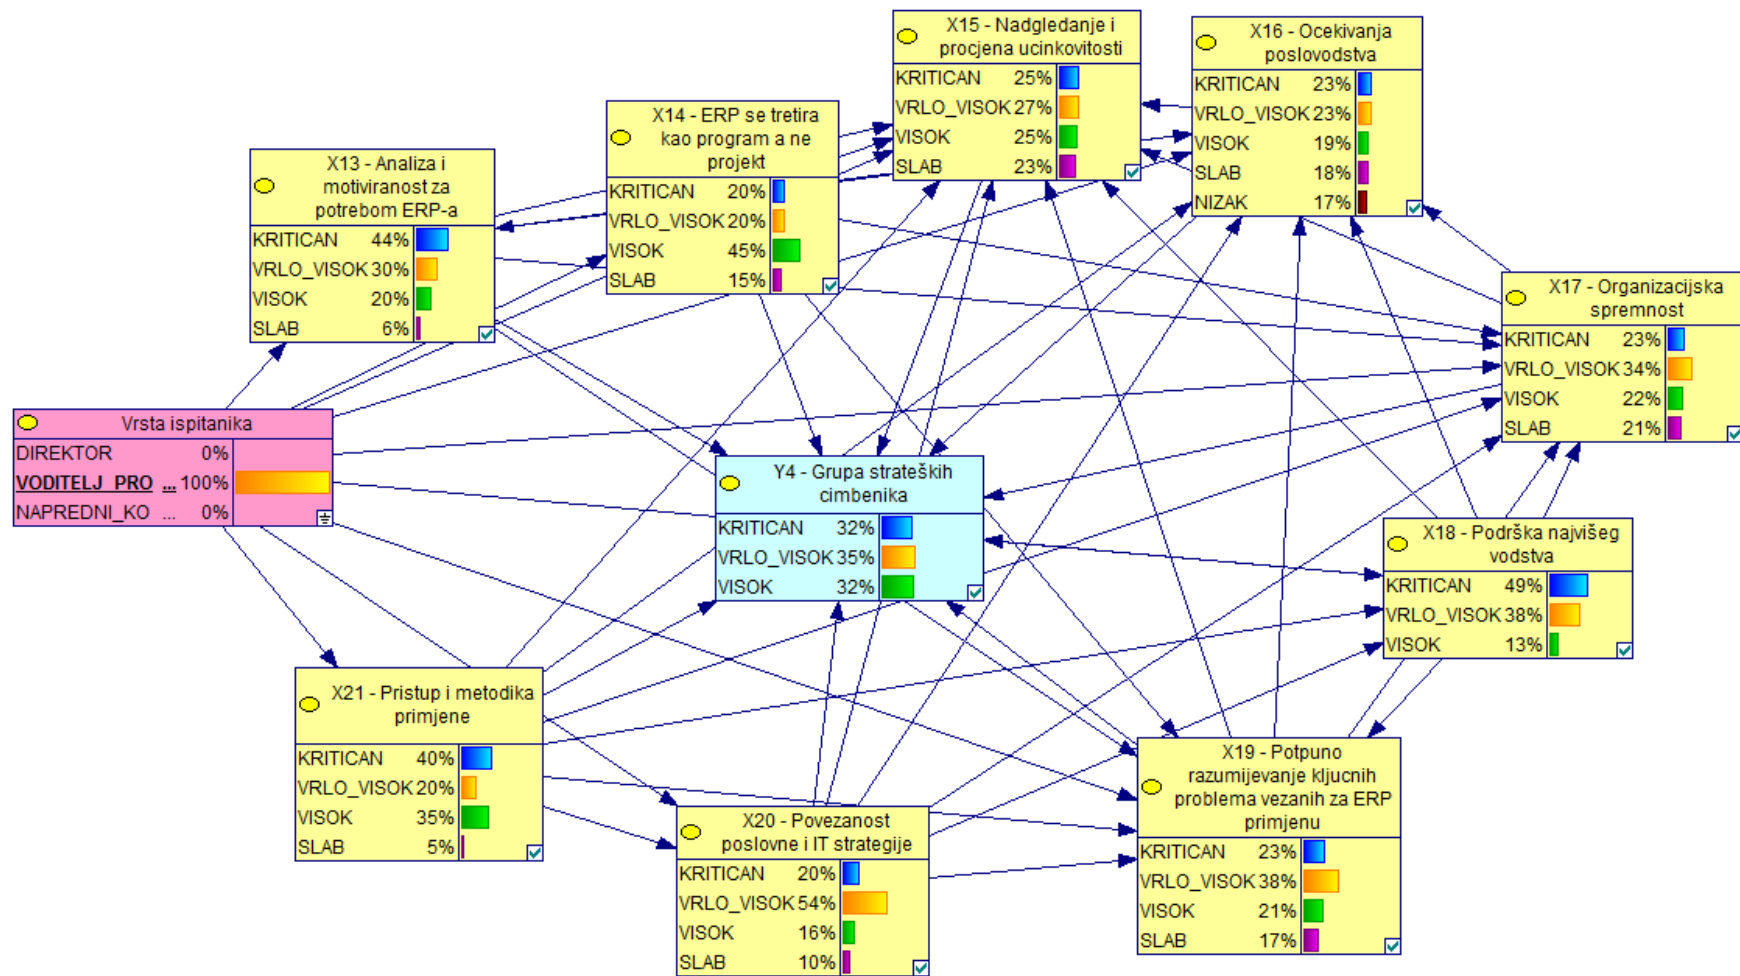 X15 - Nadgledanje i
procjena ucinkovitosti
KRITICAN 25%
VRLO_VISOK 27%
VISOK 25%
SLAB 23%
X16 - Ocekivanja
poslovodstva
KRITICAN 23%
VRLO_VISOK 23%
VISOK 19%
SLAB 18%
NIZAK 17%
X14 - ERP se tretira
kao program a ne
projekt
KRITICAN 20%
VRLO_VISOK 20%
VISOK 45%
SLAB 15%
X13 - Analiza i
motiviranost za
potrebom ERP-a
KRITICAN 44%
VRLO_VISOK 30%
VISOK 20%
SLAB 6%
X17 - Organizacijska
spremnost
KRITICAN 23%
VRLO_VISOK 34%
VISOK 22%
SLAB 21%
Vrsta ispitanika
DIREKTOR 0%
VODITELJ_PRO ... 100%
NAPREDNI_KO ... 0%
Y4 - Grupa strateških
cimbenika
KRITICAN 32%
VRLO_VISOK 35%
VISOK 32%
X18 - Podrška najvišeg
vodstva
KRITICAN 49%
VRLO_VISOK 38%
VISOK 13%
X21 - Pristup i metodika
primjene
KRITICAN 40%
VRLO_VISOK 20%
VISOK 35%
SLAB 5%
X20 - Povezanost
poslovne i IT strategije
KRITICAN 20%
VRLO_VISOK 54%
VISOK 16%
SLAB 10%
X19 - Potpuno
razumijevanje kljucnih
problema vezanih za ERP
primjenu
KRITICAN 23%
VRLO_VISOK 38%
VISOK 21%
SLAB 17%